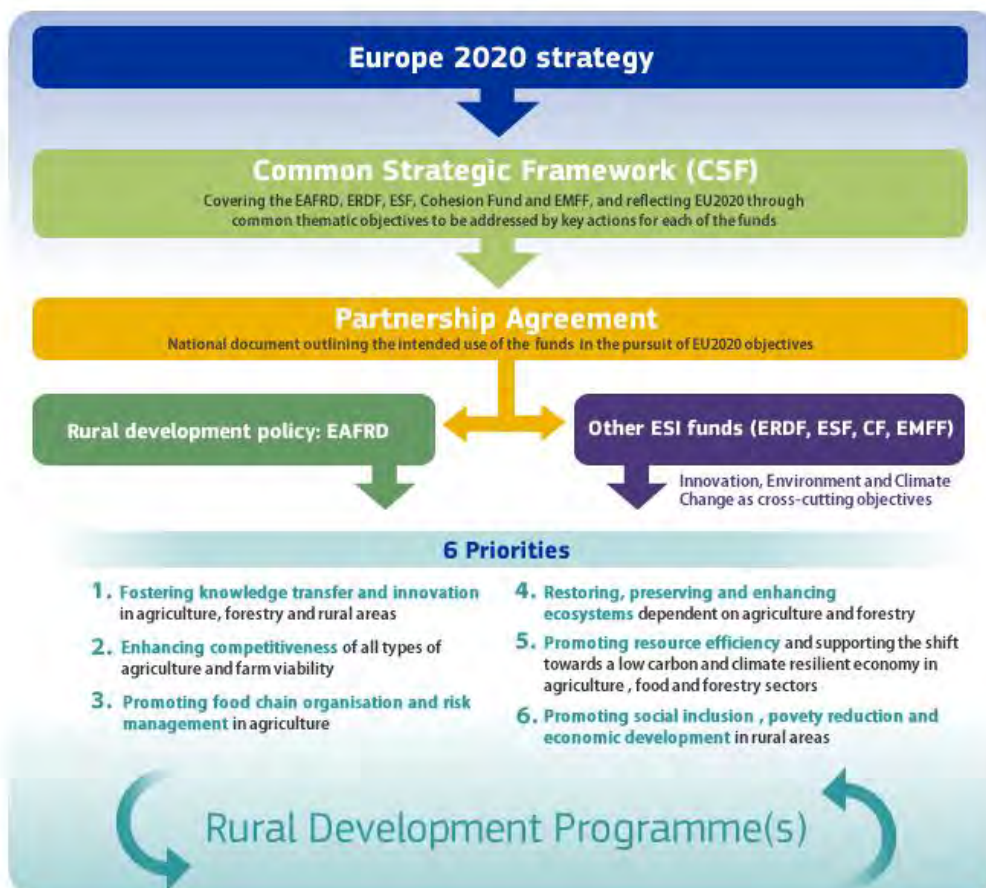 Europe 2020 strategy
Common Strategic Framework (CSF)
Covering the EAFRD, ERDF, ESF, Cohesion Fund and EMFF, and reflecting EU2020 through
common thematic objectives to be addressed by key actions for each of the funds
Partnership Agreement
National document outlining the intended use of the funds in the pursuit of EU2020 objectives
Rural development policy: EAFRD
Other ESI funds (ERDF, ESF, CF, EMFF)
Innovation, Environment and Climate
Change as cross-cutting objectives
6 Priorities
1. Fostering knowledge transfer and innovation
in agriculture, forestry and rural areas
2. Enhancing competitiveness of all types of
agriculture and farm viability
3. Promoting food chain organisation and risk
management in agriculture
4. Restoring, preserving and enhancing
ecosystems dependent on agriculture and forestry
5. Promoting resource efficiency and supporting the shift
towards a low carbon and climate resilient economy in
agriculture , food and forestry sectors
6. Promoting social inclusion , povety reduction and
economic development in rural areas
Rural Development Programme(s)